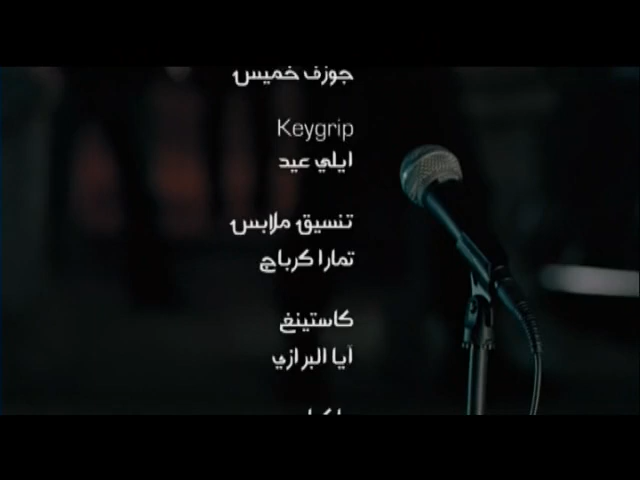 جوزف خميس
Keygrip
ايلي عيد
تنسيق ملابس
تمارا كرباج
كاستينغ
آيا البرازي